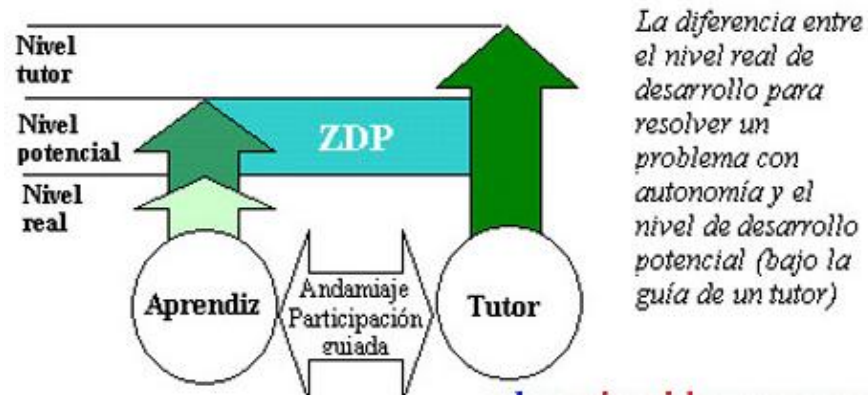 Nivel
tutor
Nivel
potencial
Nivel
real
ZDP
Aprendiz
Andamiaje
Participación
guiada
Tutor
La diferencia entre
el nivel real de
desarrollo para
resolver un
problema con
autonomía y el
nivel de desarrollo
potencial (bajo la
guía de un tutor)